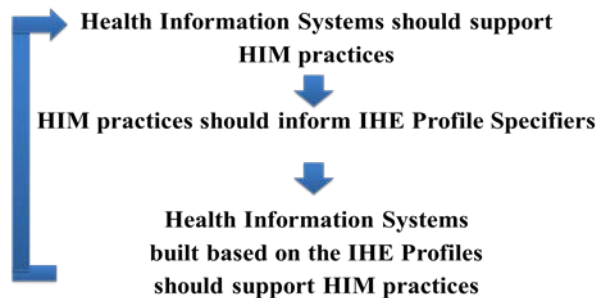 Health Information Systems should support
HIM practices
HIM practices should inform IHE Profile Specifiers
Health Information Systems
built based on the IHE Profiles
should support HIM practices